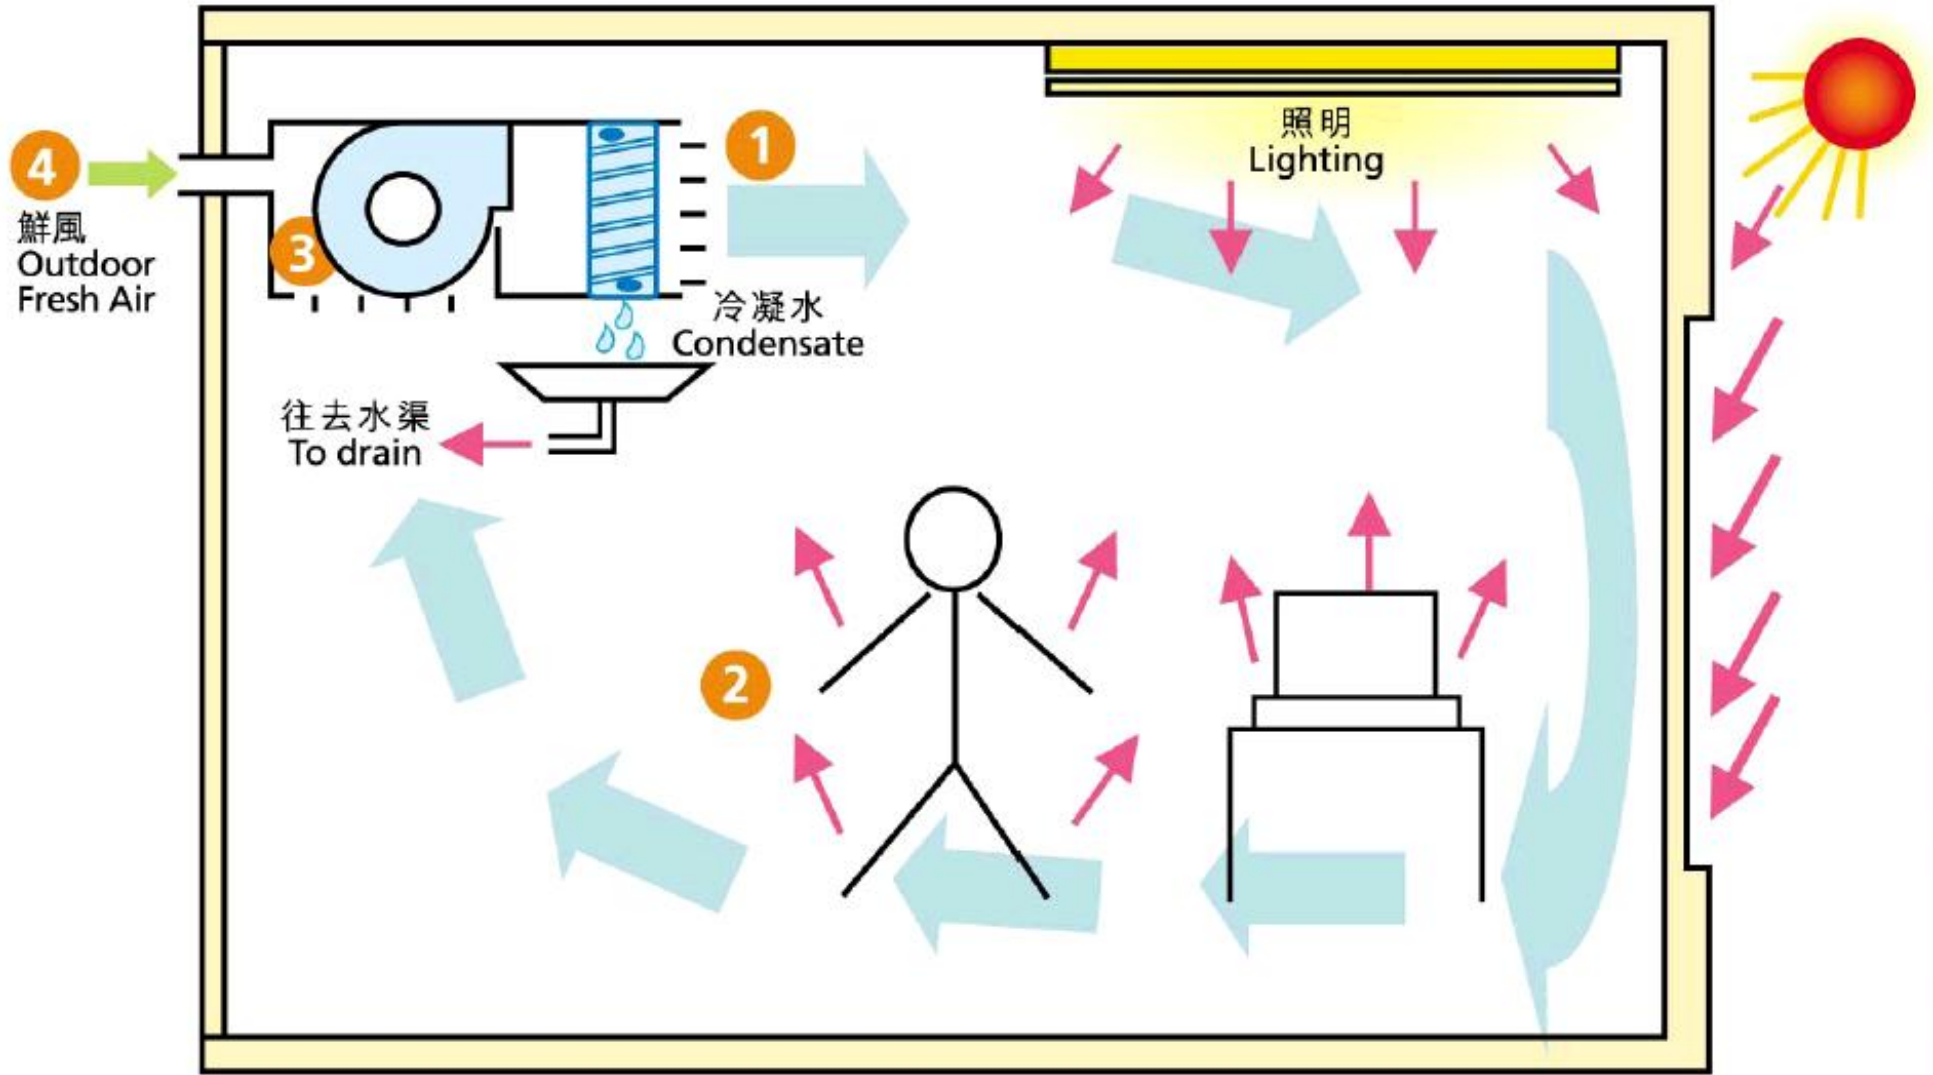 1
照明
Lighting
4
鮮風
Outdoor
Fresh Air
3
冷凝水
Condensate
往去水渠
To drain
2